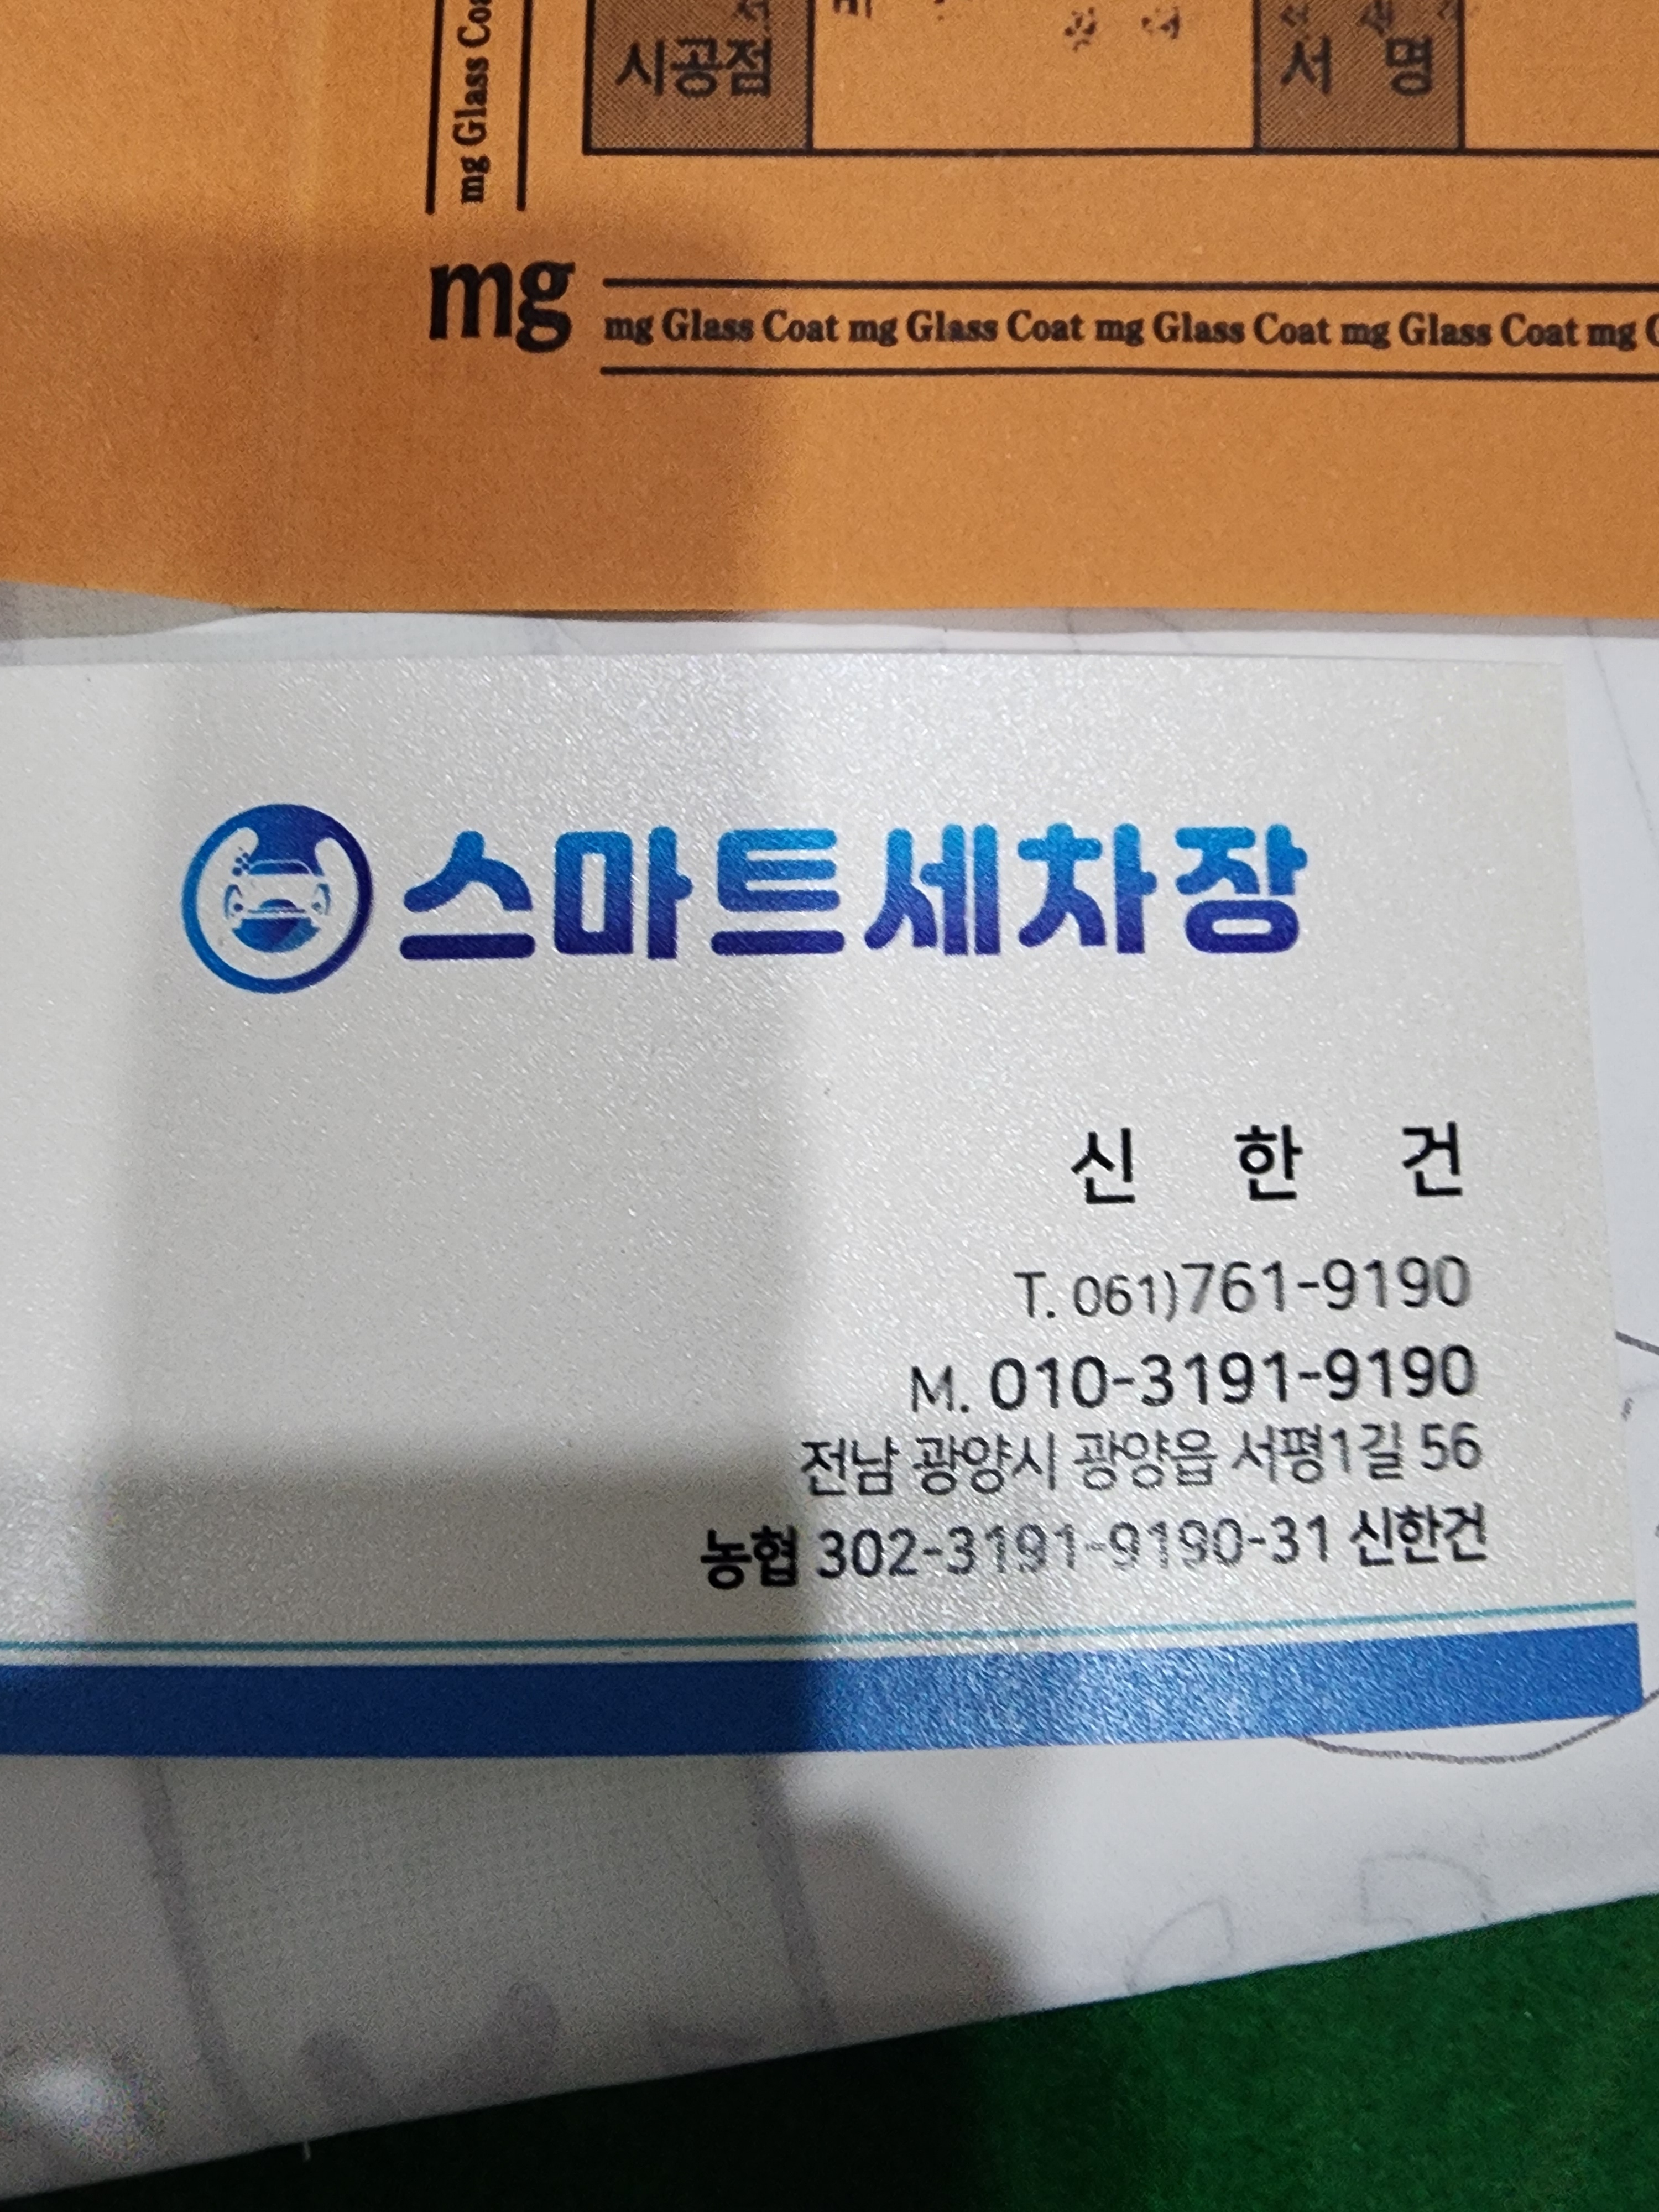 시공점
서 명
mg Glass
mg
mg Glass Coat mg Glass Coat mg Glass Coat mg Glass Coat mg
스마트세차장
신 한 건
T. 061)761-9190
M. 010-3191-9190
전남 광양시 광양읍 서평1길 56
농협 302-3191-9190-31 신한건